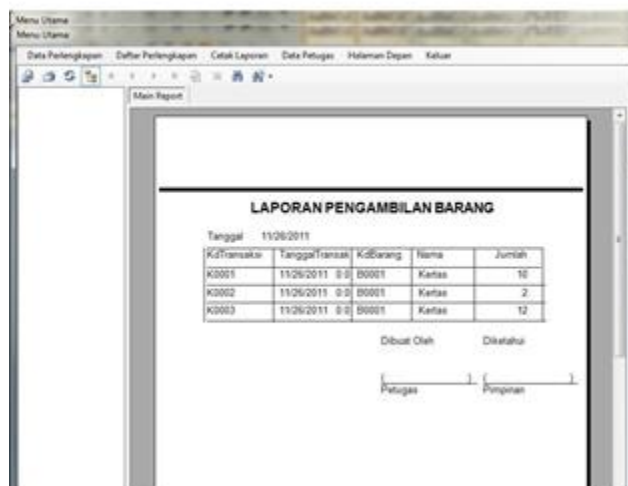 Menu Utama
Menu Utama
Data Perlengkapan Daftar Perlengkapan Cetak Laporan Data Petugas Halaman Depan Keluar
Main Report
LAPORAN PENGAMBILAN BARANG
Tanggal 11/26/2011
KdTransaksi TanggalTransak KdBarang Nama Jumlah
K0001 11/26/2011 0:0 B0001 Kertas 10
K0002 11/26/2011 0:0 B0001 Kertas 2
K0003 11/26/2011 0:0 B0001 Kertas 12
Dibuat Oleh Diketahui
( ) ( )
Petugas Pimpinan